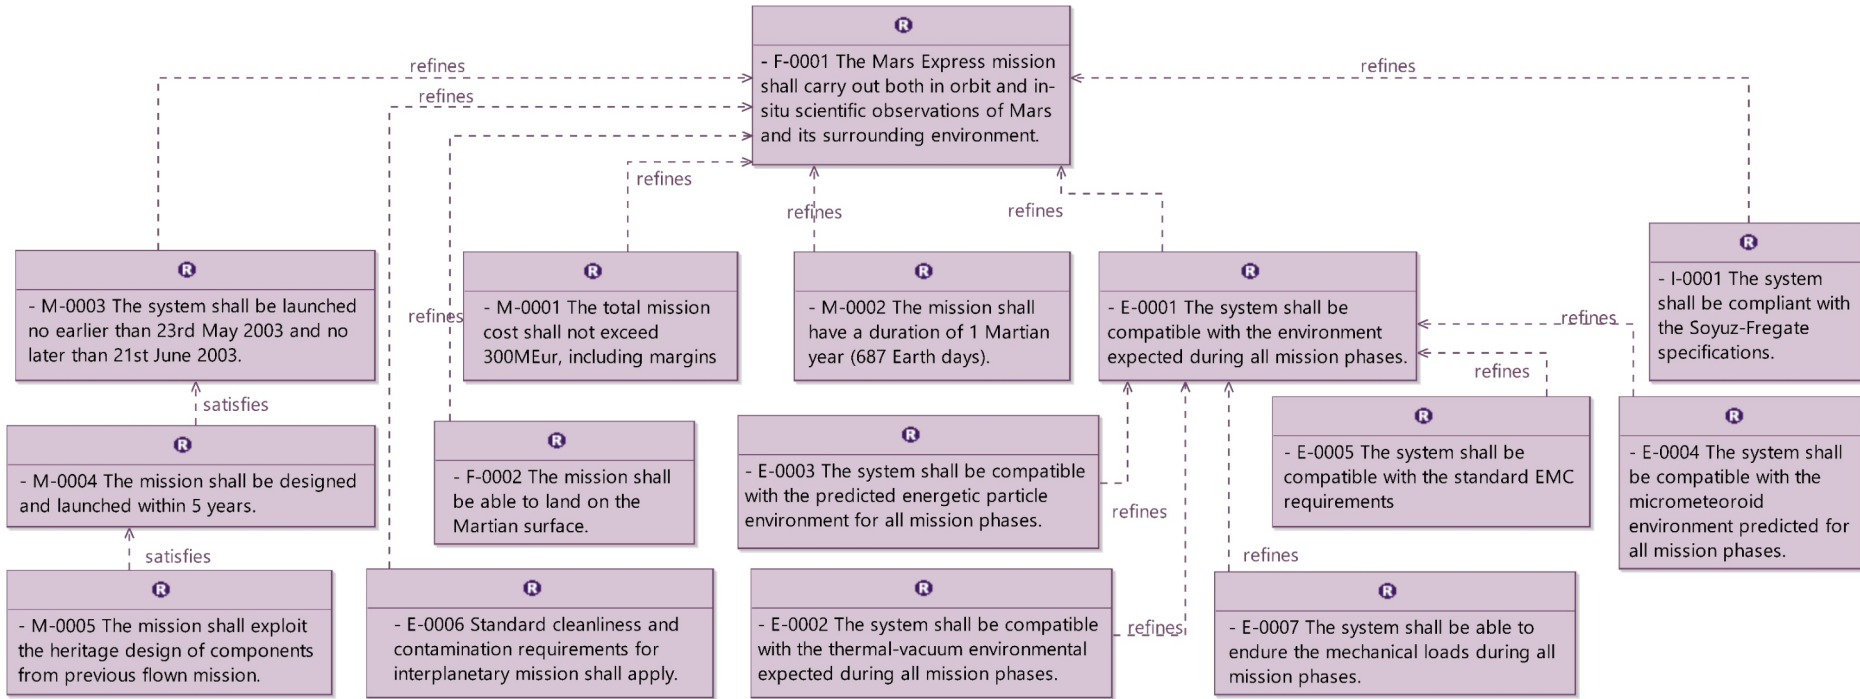 R
- F-0001 The Mars Express mission
shall carry out both in orbit and in-
situ scientific observations of Mars
and its surrounding environment.
refines
refines
refines
refines
refines
refines
refines
R
- M-0003 The system shall be launched
no earlier than 23rd May 2003 and no
later than 21st June 2003.
R
- M-0001 The total mission
cost shall not exceed
300MEur, including margins
R
- M-0002 The mission shall
have a duration of 1 Martian
year (687 Earth days).
R
- E-0001 The system shall be
compatible with the environment
expected during all mission phases.
R
- I-0001 The system
shall be compliant with
the Soyuz-Fregate
specifications.
refines
refines
satisfies
R
- M-0004 The mission shall be designed
and launched within 5 years.
R
- F-0002 The mission shall
be able to land on the
Martian surface.
R
- E-0003 The system shall be compatible
with the predicted energetic particle
environment for all mission phases.
refines
R
- E-0005 The system shall be
compatible with the standard EMC
requirements
R
- E-0004 The system shall
be compatible with the
micrometeoroid
environment predicted for
all mission phases.
satisfies
refines
R
- M-0005 The mission shall exploit
the heritage design of components
from previous flown mission.
R
- E-0006 Standard cleanliness and
contamination requirements for
interplanetary mission shall apply.
R
- E-0002 The system shall be compatible
with the thermal-vacuum environmental
expected during all mission phases.
refines
R
- E-0007 The system shall be able to
endure the mechanical loads during all
mission phases.